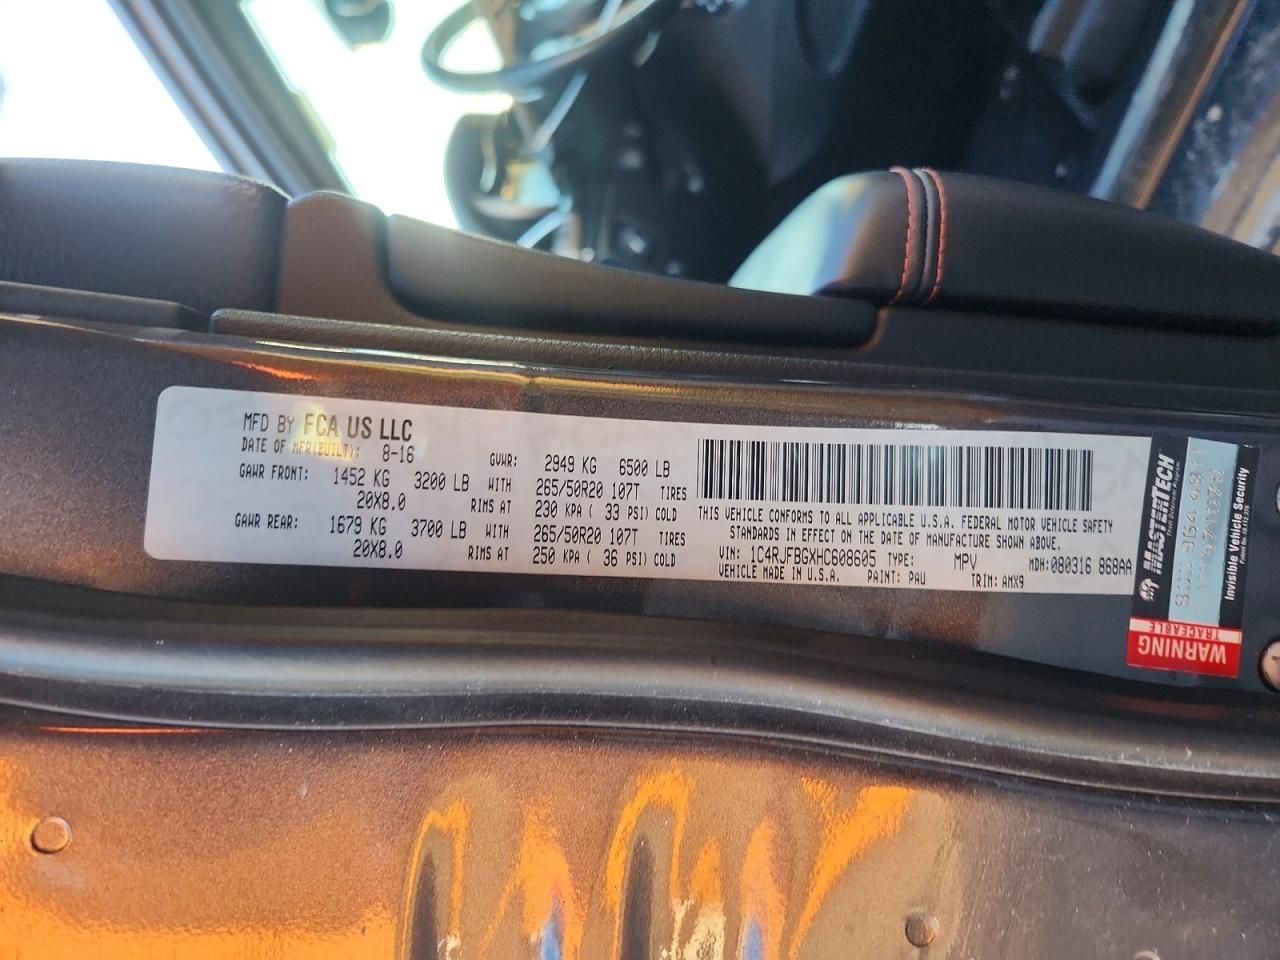 MFD BY FCA US LLC
DATE OF MFR(BUILT): 8-16
GVWR: 2949 KG 6500 LB
GAWR FRONT: 1452 KG 3200 LB WITH 265/50R20 107T TIRES
20X8.0 RIMS AT 230 KPA ( 33 PSI) COLD
GAWR REAR: 1679 KG 3700 LB WITH 265/50R20 107T TIRES
20X8.0 RIMS AT 250 KPA ( 36 PSI) COLD
THIS VEHICLE CONFORMS TO ALL APPLICABLE U.S.A. FEDERAL MOTOR VEHICLE SAFETY
STANDARDS IN EFFECT ON THE DATE OF MANUFACTURE SHOWN ABOVE.
VIN: 1C4RJFBGXHC608605 TYPE: MPV MDH:080316 868AA
VEHICLE MADE IN U.S.A. PAINT: PAU TRIM: AMX9
MASTERTECH
Invisible Vehicle Security
WARNING
TRACEABLE